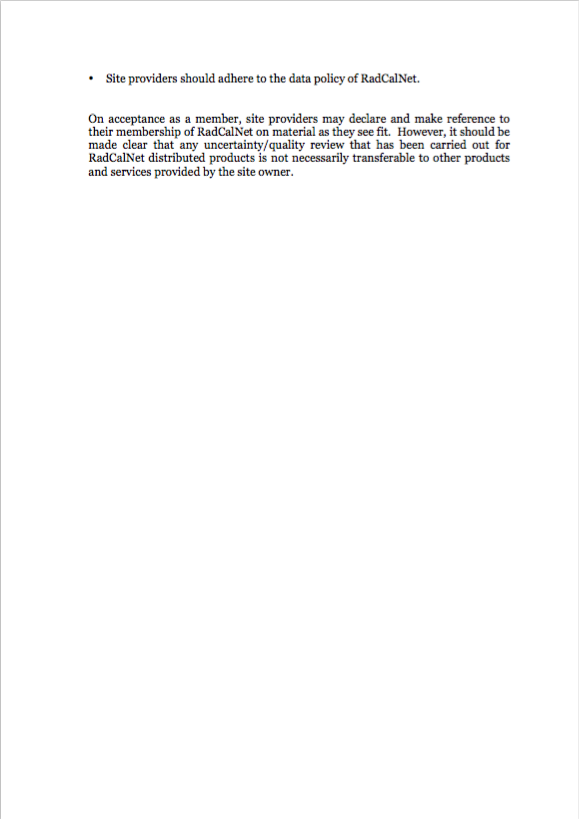 • Site providers should adhere to the data policy of RadCalNet.
On acceptance as a member, site providers may declare and make reference to
their membership of RadCalNet on material as they see fit.  However, it should be
made clear that any uncertainty/quality review that has been carried out for
RadCalNet distributed products is not necessarily transferable to other products
and services provided by the site owner.